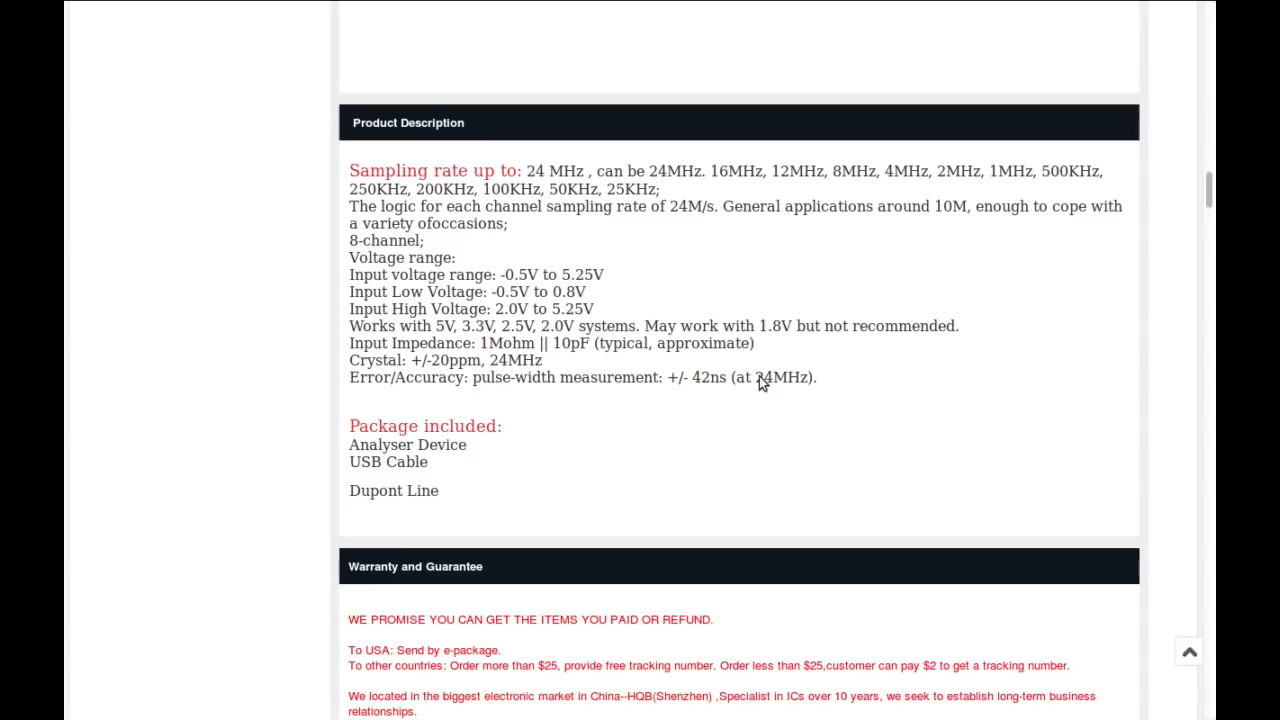 Product Description
Sampling rate up to: 24 MHz , can be 24MHz. 16MHz, 12MHz, 8MHz, 4MHz, 2MHz, 1MHz, 500KHz,
250KHz, 200KHz, 100KHz, 50KHz, 25KHz;
The logic for each channel sampling rate of 24M/s. General applications around 10M, enough to cope with
a variety ofoccasions;
8-channel;
Voltage range:
Input voltage range: -0.5V to 5.25V
Input Low Voltage: -0.5V to 0.8V
Input High Voltage: 2.0V to 5.25V
Works with 5V, 3.3V, 2.5V, 2.0V systems. May work with 1.8V but not recommended.
Input Impedance: 1Mohm || 10pF (typical, approximate)
Crystal: +/-20ppm, 24MHz
Error/Accuracy: pulse-width measurement: +/- 42ns (at 24MHz).
Package included:
Analyser Device
USB Cable
Dupont Line
Warranty and Guarantee
WE PROMISE YOU CAN GET THE ITEMS YOU PAID OR REFUND.
To USA: Send by e-package.
To other countries: Order more than $25, provide free tracking number. Order less than $25,customer can pay $2 to get a tracking number.
We located in the biggest electronic market in China--HQB(Shenzhen) ,Specialist in ICs over 10 years, we seek to establish long-term business
relationships.